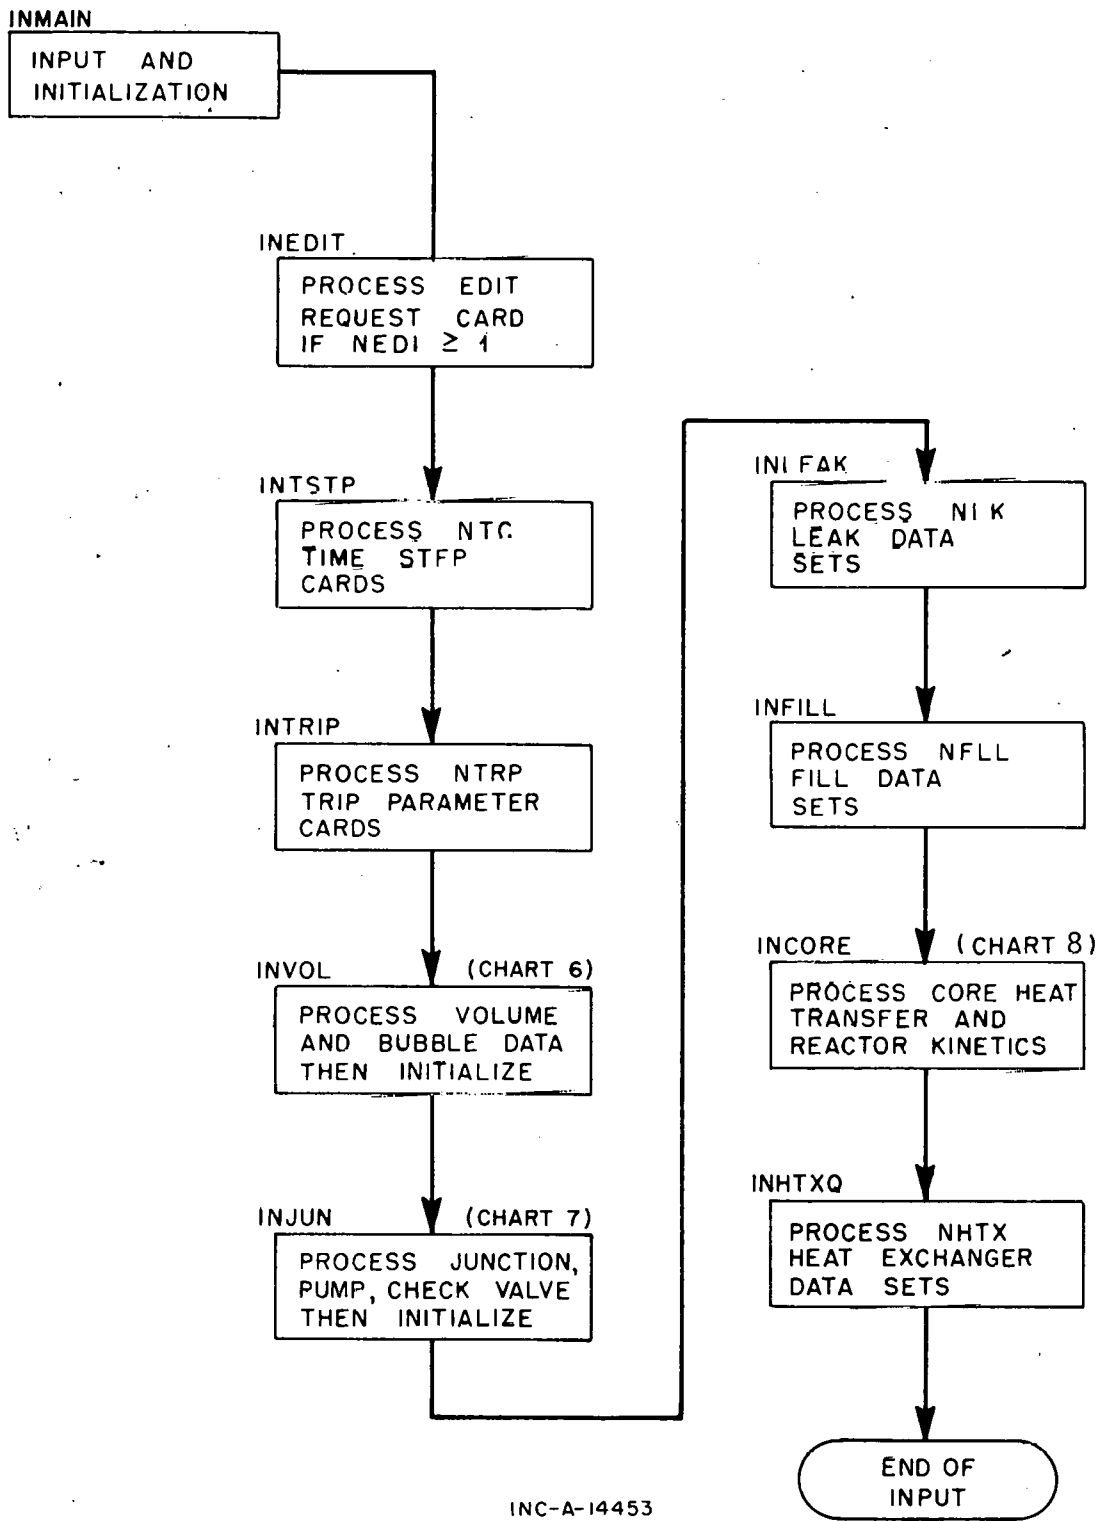 INMAIN
INPUT AND
INITIALIZATION
INEDIT
PROCESS EDIT
REQUEST CARD
IF NEDI ≥ 1
INTSTP
PROCESS NTC
TIME STEP
CARDS
INTRIP
PROCESS NTRP
TRIP PARAMETER
CARDS
INVOL (CHART 6)
PROCESS VOLUME
AND BUBBLE DATA
THEN INITIALIZE
INJUN (CHART 7)
PROCESS JUNCTION,
PUMP, CHECK VALVE
THEN INITIALIZE
INLEAK
PROCESS NLK
LEAK DATA
SETS
INFILL
PROCESS NFLL
FILL DATA
SETS
INCORE (CHART 8)
PROCESS CORE HEAT
TRANSFER AND
REACTOR KINETICS
INHTXQ
PROCESS NHTX
HEAT EXCHANGER
DATA SETS
END OF
INPUT
INC-A-14453